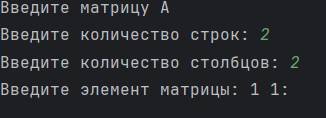 Введите матрицу А
Введите количество строк: 2
Введите количество столбцов: 2
Введите элемент матрицы: 1 1: